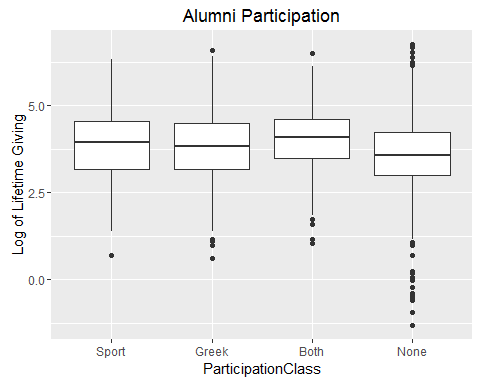 Alumni Participation
Log of Lifetime Giving
5.0
2.5
0.0
Sport Greek Both None
ParticipationClass